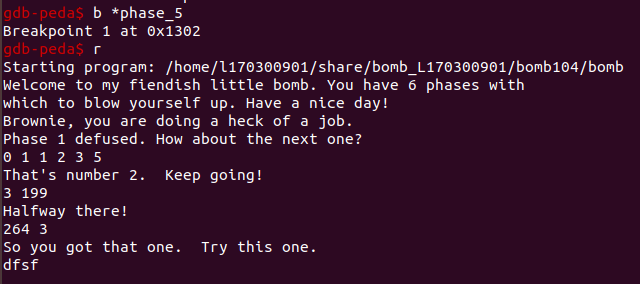 gdb-peda$ b *phase_5
Breakpoint 1 at 0x1302
gdb-peda$ r
Starting program: /home/l170300901/share/bomb_L170300901/bomb104/bomb
Welcome to my fiendish little bomb. You have 6 phases with
which to blow yourself up. Have a nice day!
Brownie, you are doing a heck of a job.
Phase 1 defused. How about the next one?
0 1 1 2 3 5
That's number 2.  Keep going!
3 199
Halfway there!
264 3
So you got that one.  Try this one.
dfsf